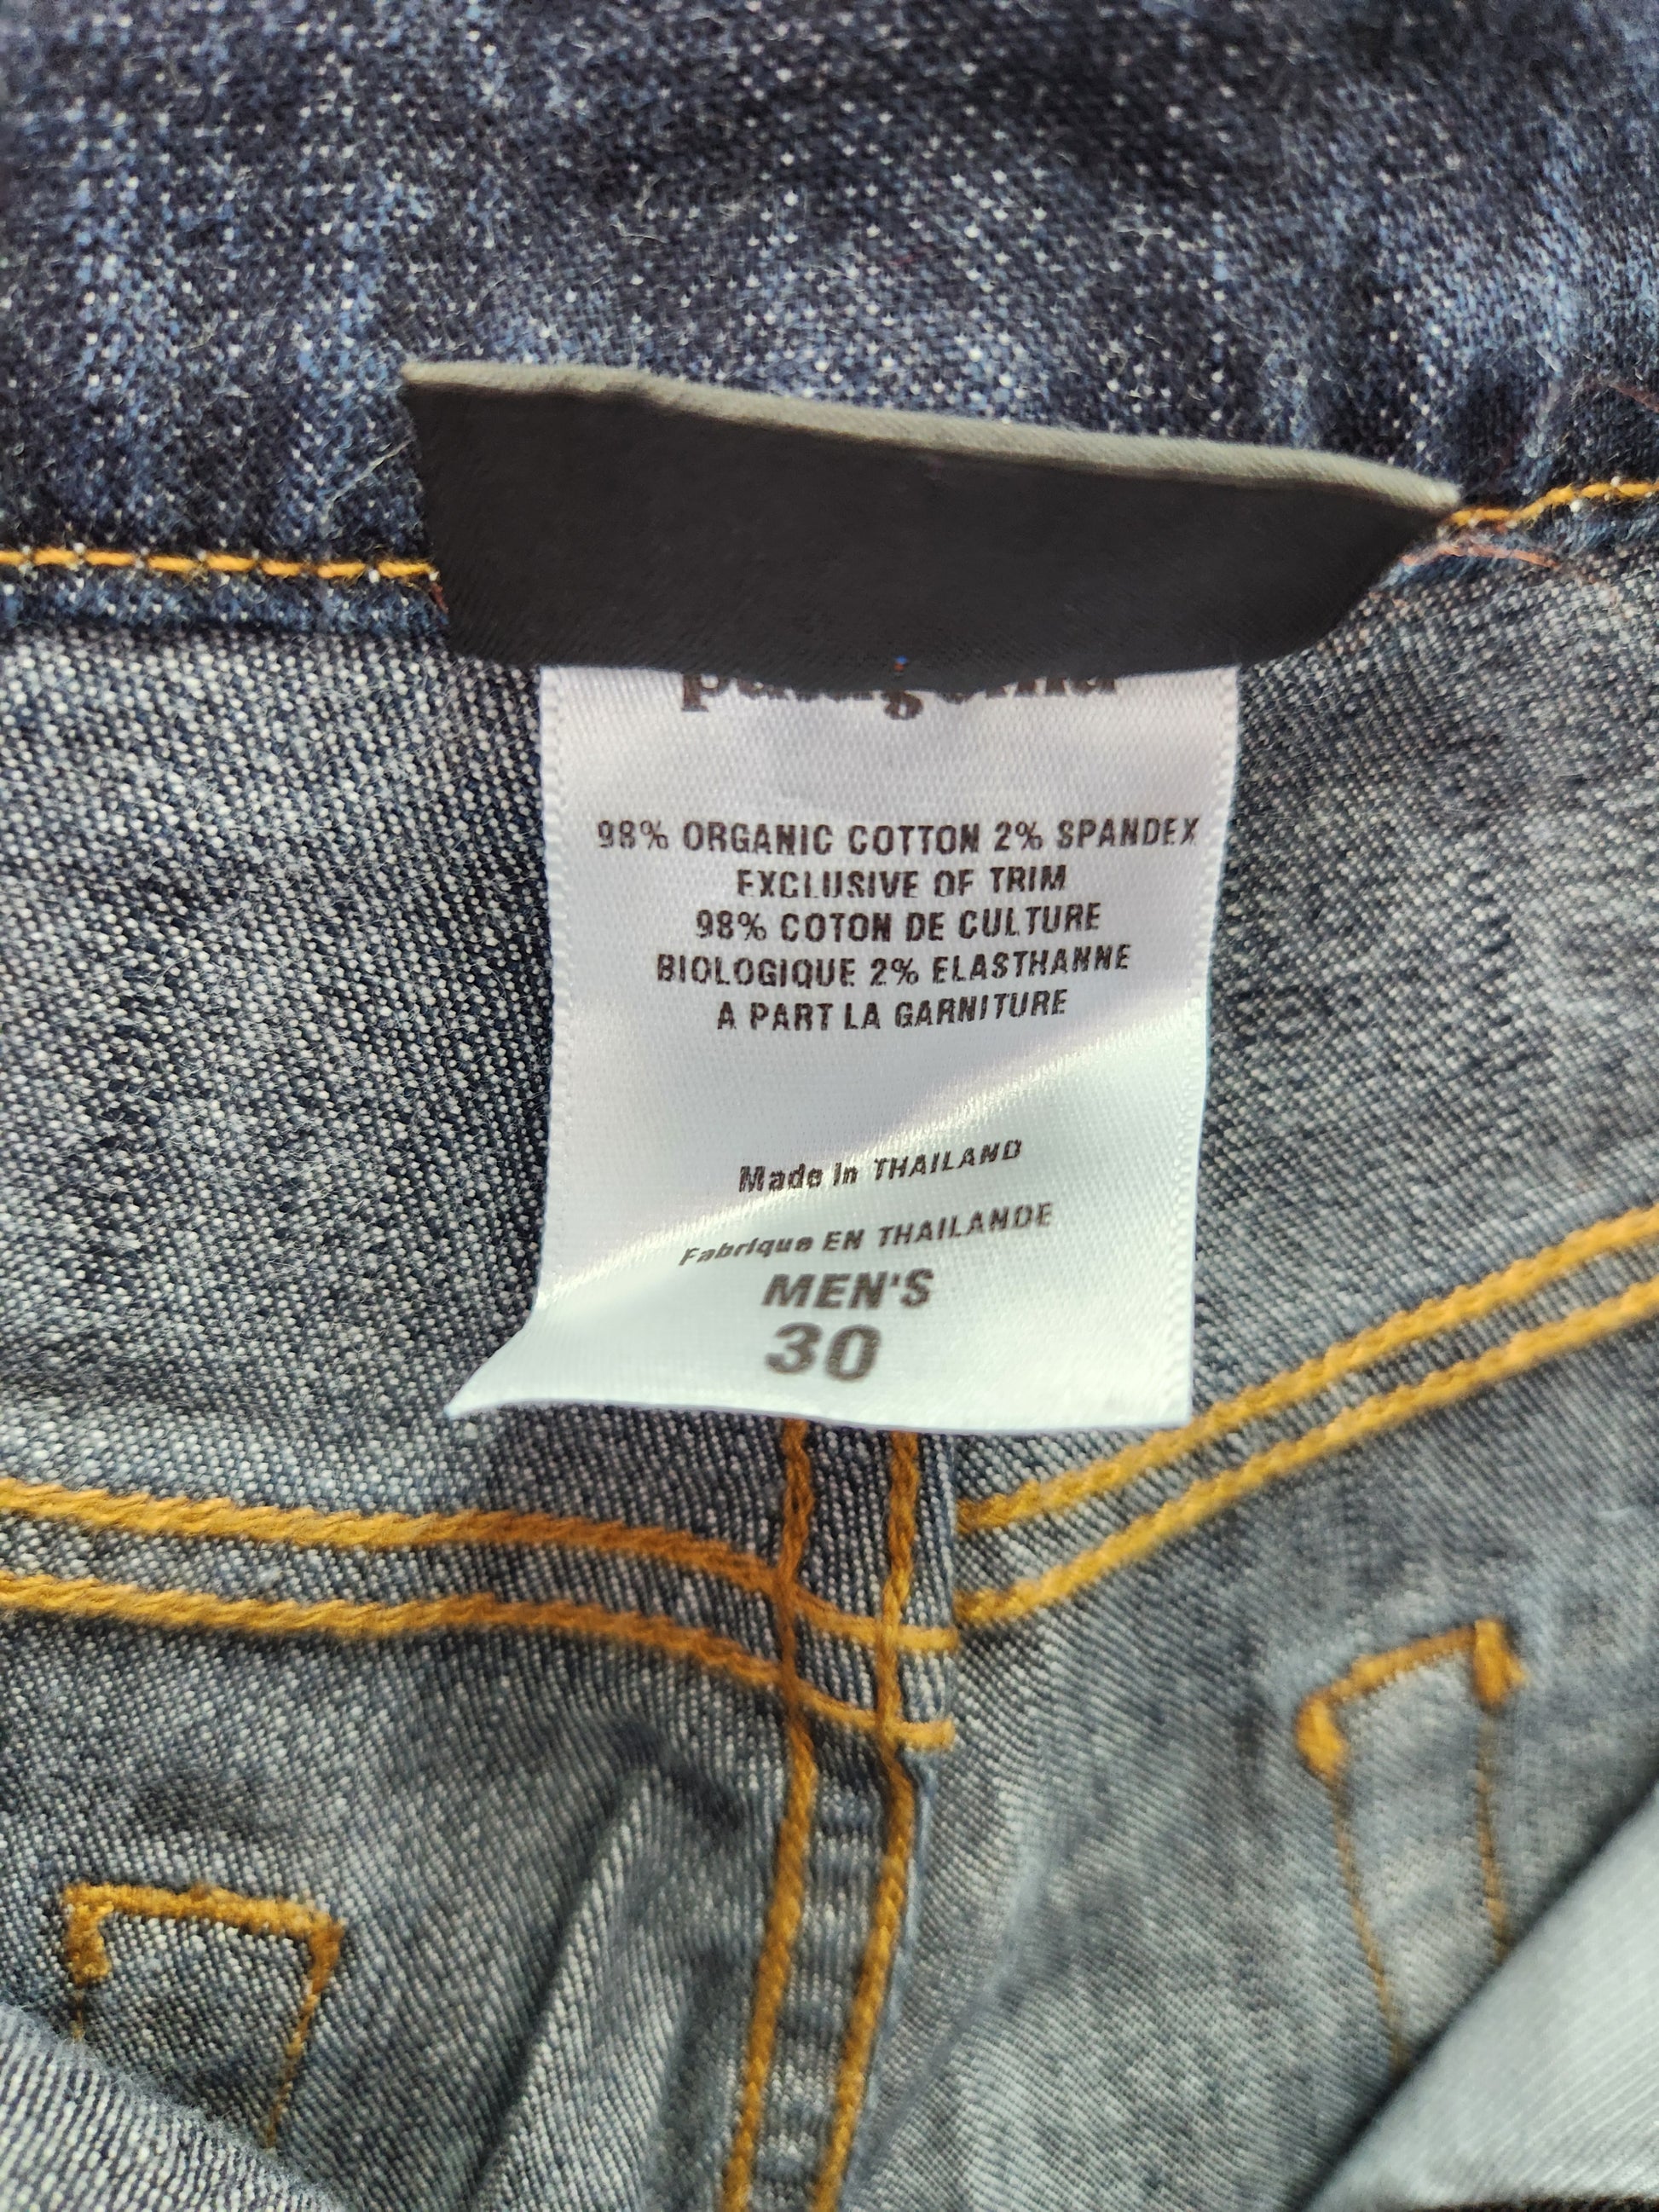 patagonia
98% ORGANIC COTTON 2% SPANDEX
EXCLUSIVE OF TRIM
98% COTON DE CULTURE
BIOLOGIQUE 2% ELASTHANNE
A PART LA GARNITURE
Made in THAILAND
Fabrique EN THAILANDE
MEN'S
30